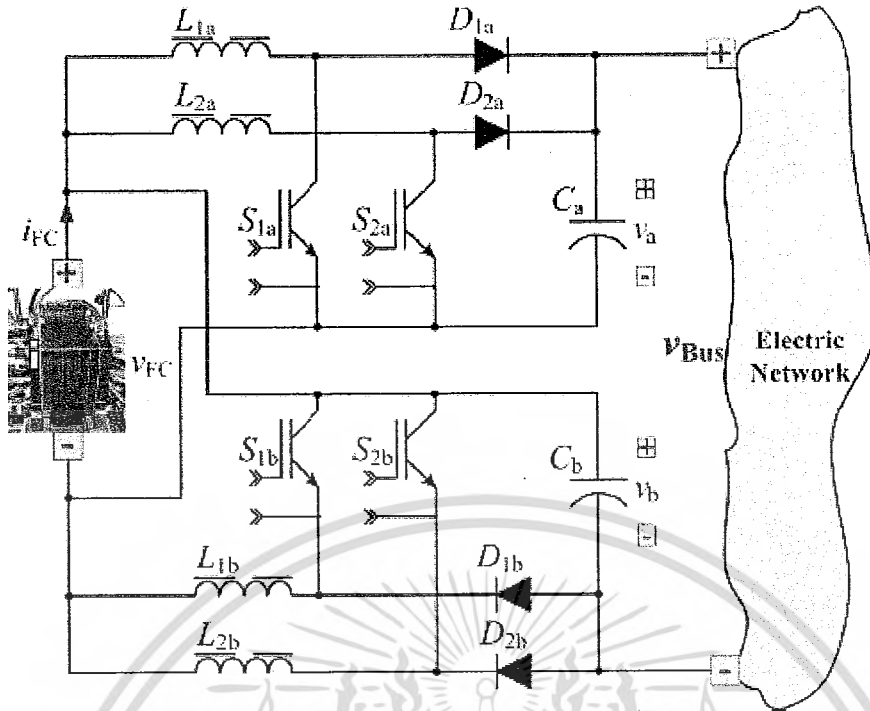 L1a
D1a
+
L2a
D2a
S1a
S2a
Ca
+
va
-
iFC
+
vFC
-
vBus
Electric
Network
S1b
S2b
Cb
+
vb
-
L1b
D1b
L2b
D2b
-